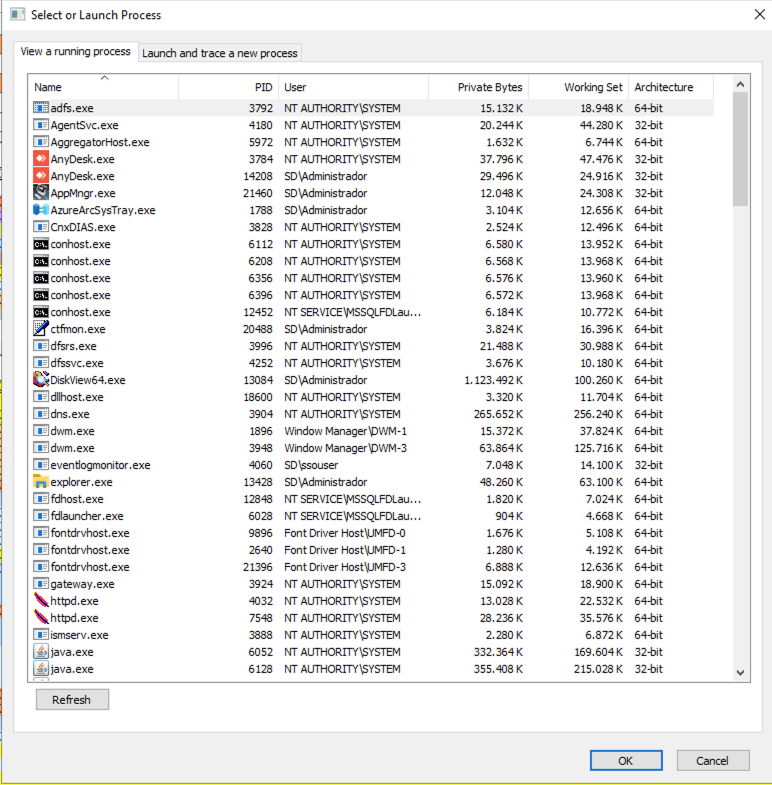 Select or Launch Process
View a running process Launch and trace a new process
Name PID User Private Bytes Working Set Architecture
adfs.exe 3792 NT AUTHORITY\SYSTEM 15.132 K 18.948 K 64-bit
AgentSvc.exe 4180 NT AUTHORITY\SYSTEM 20.244 K 44.280 K 32-bit
AggregatorHost.exe 5972 NT AUTHORITY\SYSTEM 1.632 K 6.744 K 64-bit
AnyDesk.exe 3784 NT AUTHORITY\SYSTEM 37.796 K 47.476 K 32-bit
AnyDesk.exe 14208 SD\Administrador 29.496 K 24.916 K 32-bit
AppMngr.exe 21460 SD\Administrador 12.048 K 24.308 K 32-bit
AzureArcSysTray.exe 1788 SD\Administrador 3.104 K 12.656 K 64-bit
CnxDIAS.exe 3828 NT AUTHORITY\SYSTEM 2.524 K 12.496 K 64-bit
conhost.exe 6112 NT AUTHORITY\SYSTEM 6.580 K 13.952 K 64-bit
conhost.exe 6208 NT AUTHORITY\SYSTEM 6.568 K 13.968 K 64-bit
conhost.exe 6356 NT AUTHORITY\SYSTEM 6.576 K 13.960 K 64-bit
conhost.exe 6396 NT AUTHORITY\SYSTEM 6.572 K 13.968 K 64-bit
conhost.exe 12452 NT SERVICE\MSSQLFDLau... 6.184 K 10.772 K 64-bit
ctfmon.exe 20488 SD\Administrador 3.824 K 16.396 K 64-bit
dfsrs.exe 3996 NT AUTHORITY\SYSTEM 21.488 K 30.988 K 64-bit
dfssvc.exe 4252 NT AUTHORITY\SYSTEM 3.676 K 10.180 K 64-bit
DiskView64.exe 13084 SD\Administrador 1.123.492 K 100.260 K 64-bit
dllhost.exe 18600 NT AUTHORITY\SYSTEM 3.320 K 11.704 K 64-bit
dns.exe 3904 NT AUTHORITY\SYSTEM 265.652 K 256.240 K 64-bit
dwm.exe 1896 Window Manager\DWM-1 15.372 K 37.824 K 64-bit
dwm.exe 3948 Window Manager\DWM-3 63.864 K 125.716 K 64-bit
eventlogmonitor.exe 4060 SD\ssouser 7.048 K 14.100 K 32-bit
explorer.exe 13428 SD\Administrador 48.260 K 63.100 K 64-bit
fdhost.exe 12848 NT SERVICE\MSSQLFDLau... 1.820 K 7.024 K 64-bit
fdlauncher.exe 6028 NT SERVICE\MSSQLFDLau... 904 K 4.668 K 64-bit
fontdrvhost.exe 9896 Font Driver Host\UMFD-0 1.676 K 5.108 K 64-bit
fontdrvhost.exe 2640 Font Driver Host\UMFD-1 1.280 K 4.192 K 64-bit
fontdrvhost.exe 21396 Font Driver Host\UMFD-3 6.888 K 12.636 K 64-bit
gateway.exe 3924 NT AUTHORITY\SYSTEM 15.092 K 18.900 K 64-bit
httpd.exe 4032 NT AUTHORITY\SYSTEM 13.028 K 22.532 K 64-bit
httpd.exe 7548 NT AUTHORITY\SYSTEM 28.236 K 35.576 K 64-bit
ismserv.exe 3888 NT AUTHORITY\SYSTEM 2.280 K 6.872 K 64-bit
java.exe 6052 NT AUTHORITY\SYSTEM 332.364 K 169.604 K 32-bit
java.exe 6128 NT AUTHORITY\SYSTEM 355.408 K 215.028 K 32-bit
Refresh
OK Cancel